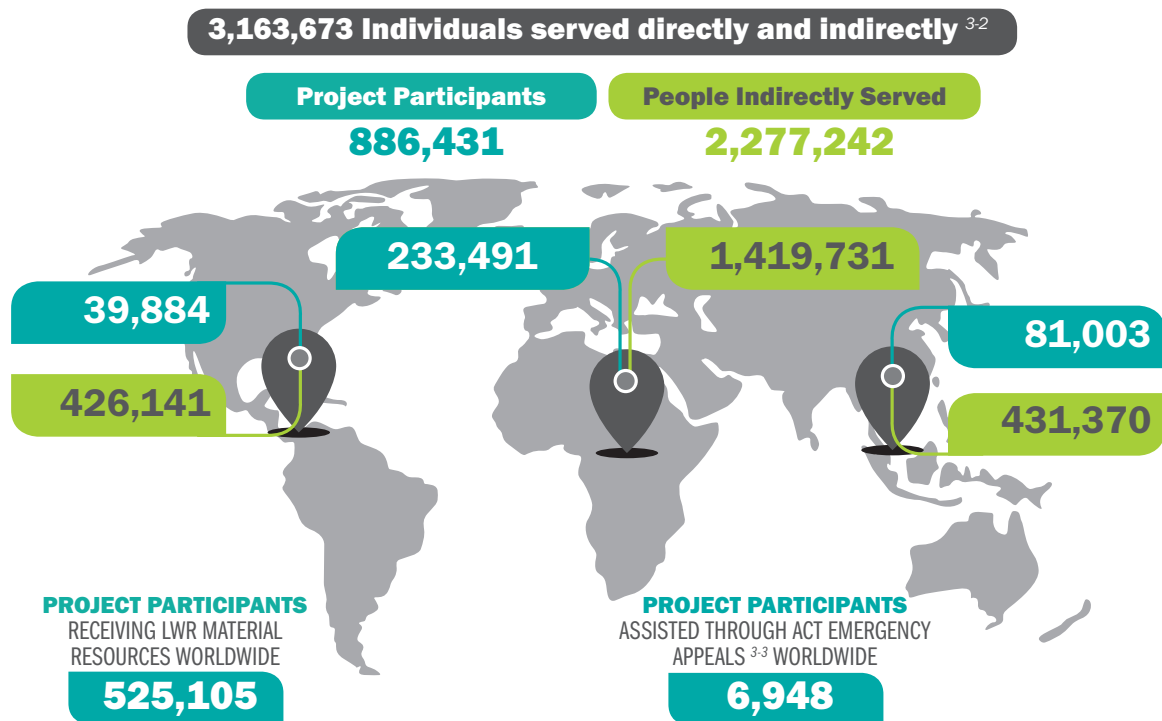 3,163,673 Individuals served directly and indirectly 3-2
Project Participants
886,431
People Indirectly Served
2,277,242
39,884
426,141
233,491
1,419,731
81,003
431,370
PROJECT PARTICIPANTS
RECEIVING LWR MATERIAL
RESOURCES WORLDWIDE
525,105
PROJECT PARTICIPANTS
ASSISTED THROUGH ACT EMERGENCY
APPEALS 3-3 WORLDWIDE
6,948